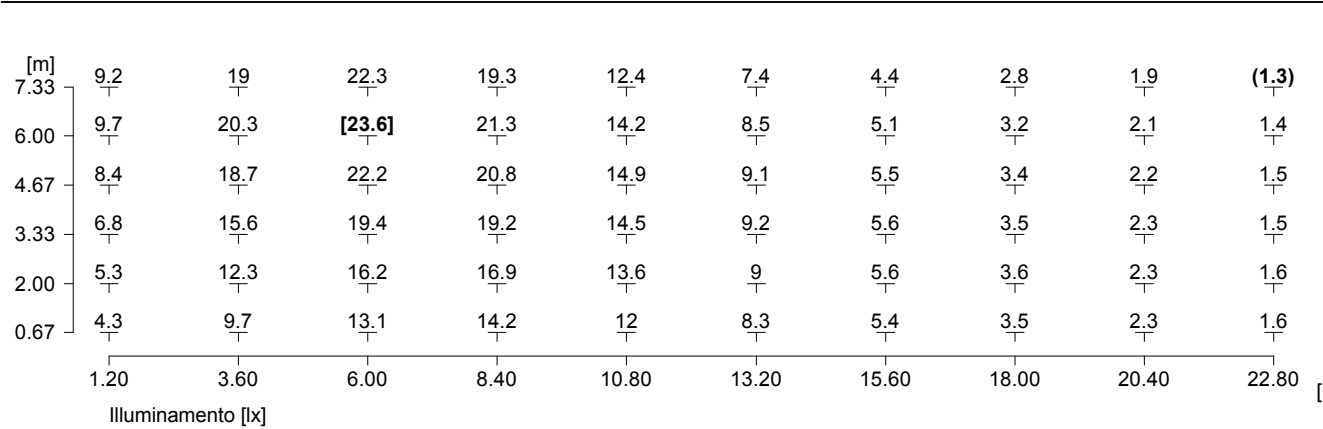 [m]
7.33 9.2 19 22.3 19.3 12.4 7.4 4.4 2.8 1.9 (1.3)
6.00 9.7 20.3 [23.6] 21.3 14.2 8.5 5.1 3.2 2.1 1.4
4.67 8.4 18.7 22.2 20.8 14.9 9.1 5.5 3.4 2.2 1.5
3.33 6.8 15.6 19.4 19.2 14.5 9.2 5.6 3.5 2.3 1.5
2.00 5.3 12.3 16.2 16.9 13.6 9 5.6 3.6 2.3 1.6
0.67 4.3 9.7 13.1 14.2 12 8.3 5.4 3.5 2.3 1.6
1.20 3.60 6.00 8.40 10.80 13.20 15.60 18.00 20.40 22.80 [
Illuminamento [lx]